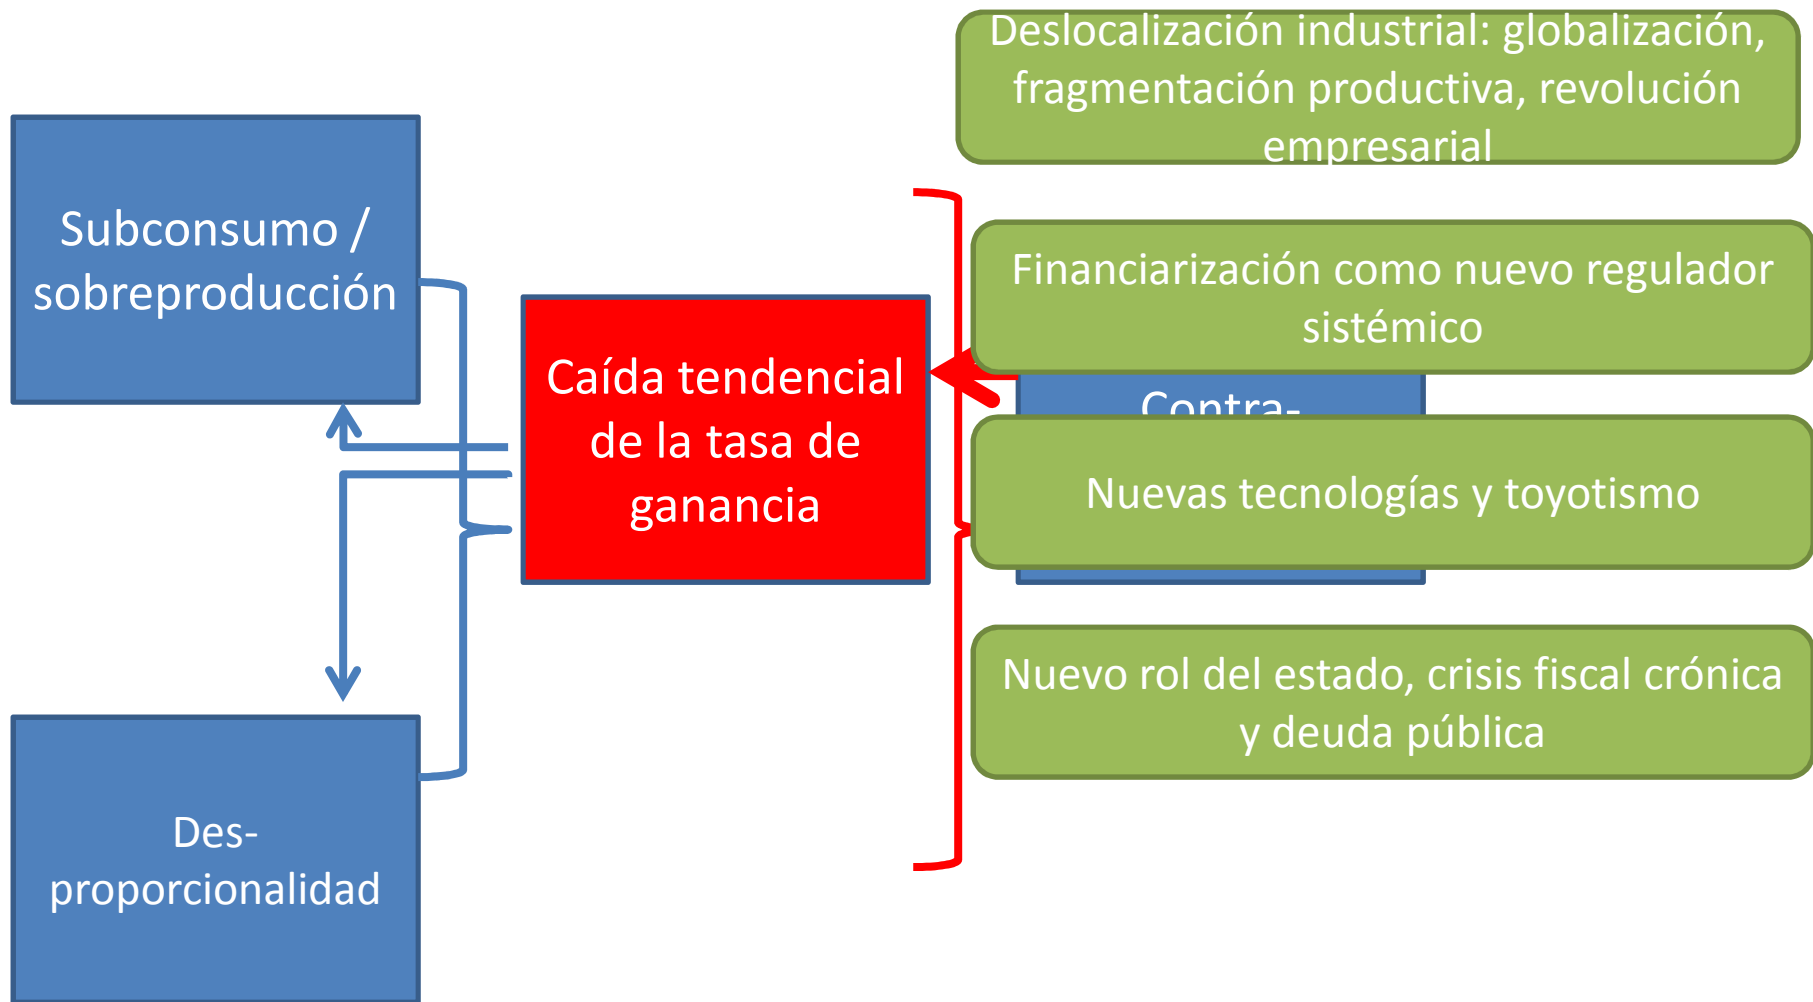 Deslocalización industrial: globalización,
fragmentación productiva, revolución
empresarial
Subconsumo /
sobreproducción
Financiarización como nuevo regulador
sistémico
Caída tendencial
de la tasa de
ganancia
Contra-
Nuevas tecnologías y toyotismo
Nuevo rol del estado, crisis fiscal crónica
y deuda pública
Des-
proporcionalidad